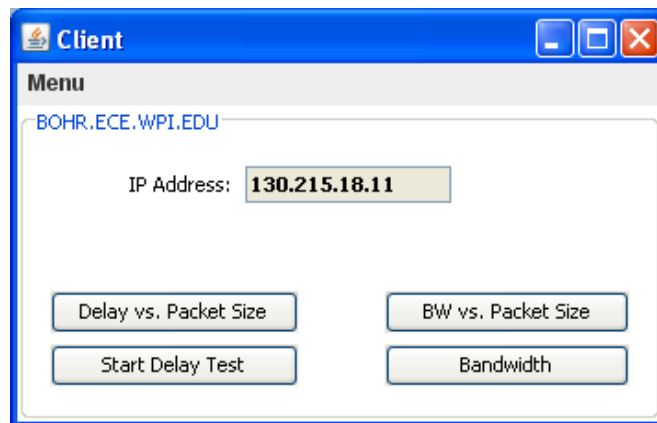 Client
Menu
BOHR.ECE.WPI.EDU
IP Address: 130.215.18.11
Delay vs. Packet Size BW vs. Packet Size
Start Delay Test Bandwidth